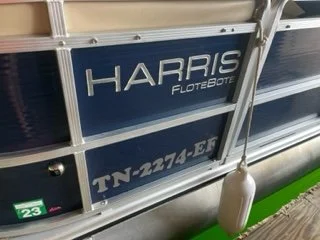 HARRIS
FLOTEBOTE
TN-2274-EF
23